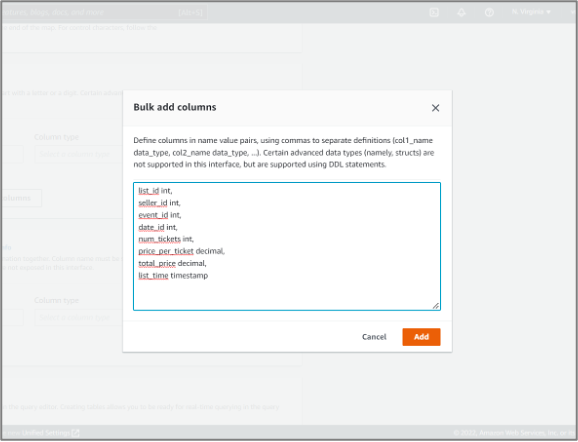 N. Virginia
Column type
Bulk add columns
Define columns in name value pairs, using commas to separate definitions (col1_name
data_type, col2_name data_type, ...). Certain advanced data types (namely, structs) are
not supported in this interface, but are supported using DDL statements.
list_id int,
seller_id int,
event_id int,
date_id int,
num_tickets int,
price_per_ticket decimal,
total_price decimal,
list_time timestamp
Column type
Cancel
Add
Unified Settings
© 2023, Amazon Web Services, Inc. or its